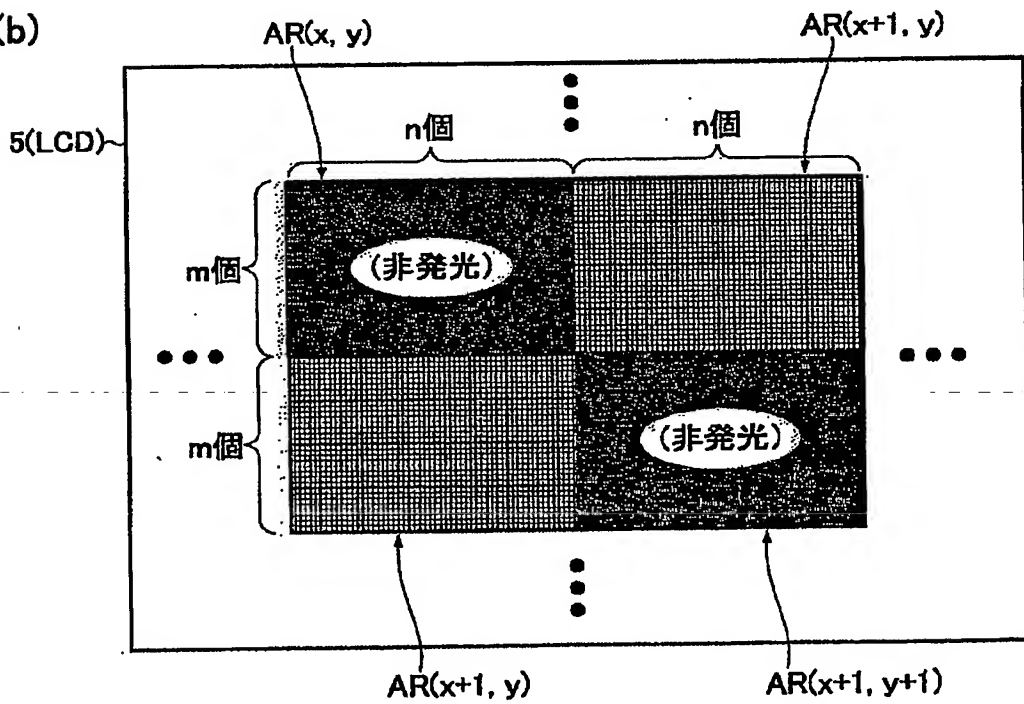 (b)
AR(x, y)
AR(x+1, y)
5(LCD)
n個
n個
m個
(非発光)
m個
(非発光)
AR(x+1, y)
AR(x+1, y+1)